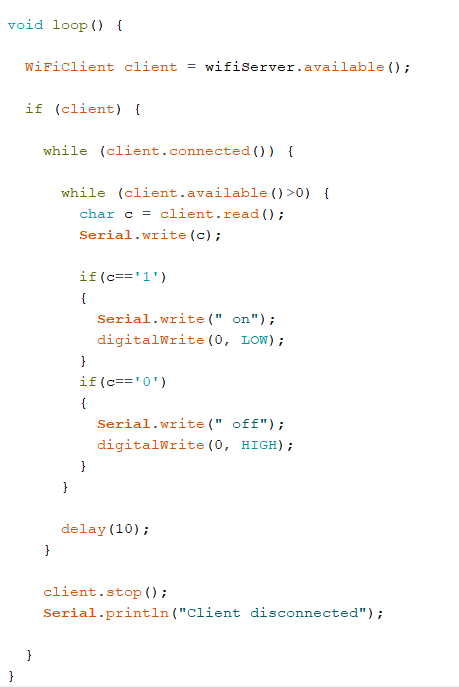 void loop() {
WiFiClient client = wifiServer.available();
if (client) {
while (client.connected()) {
while (client.available()>0) {
char c = client.read();
Serial.write(c);
if(c=='1')
{
Serial.write(" on");
digitalWrite(0, LOW);
}
if(c=='0')
{
Serial.write(" off");
digitalWrite(0, HIGH);
}
}
delay(10);
}
client.stop();
Serial.println("Client disconnected");
}
}